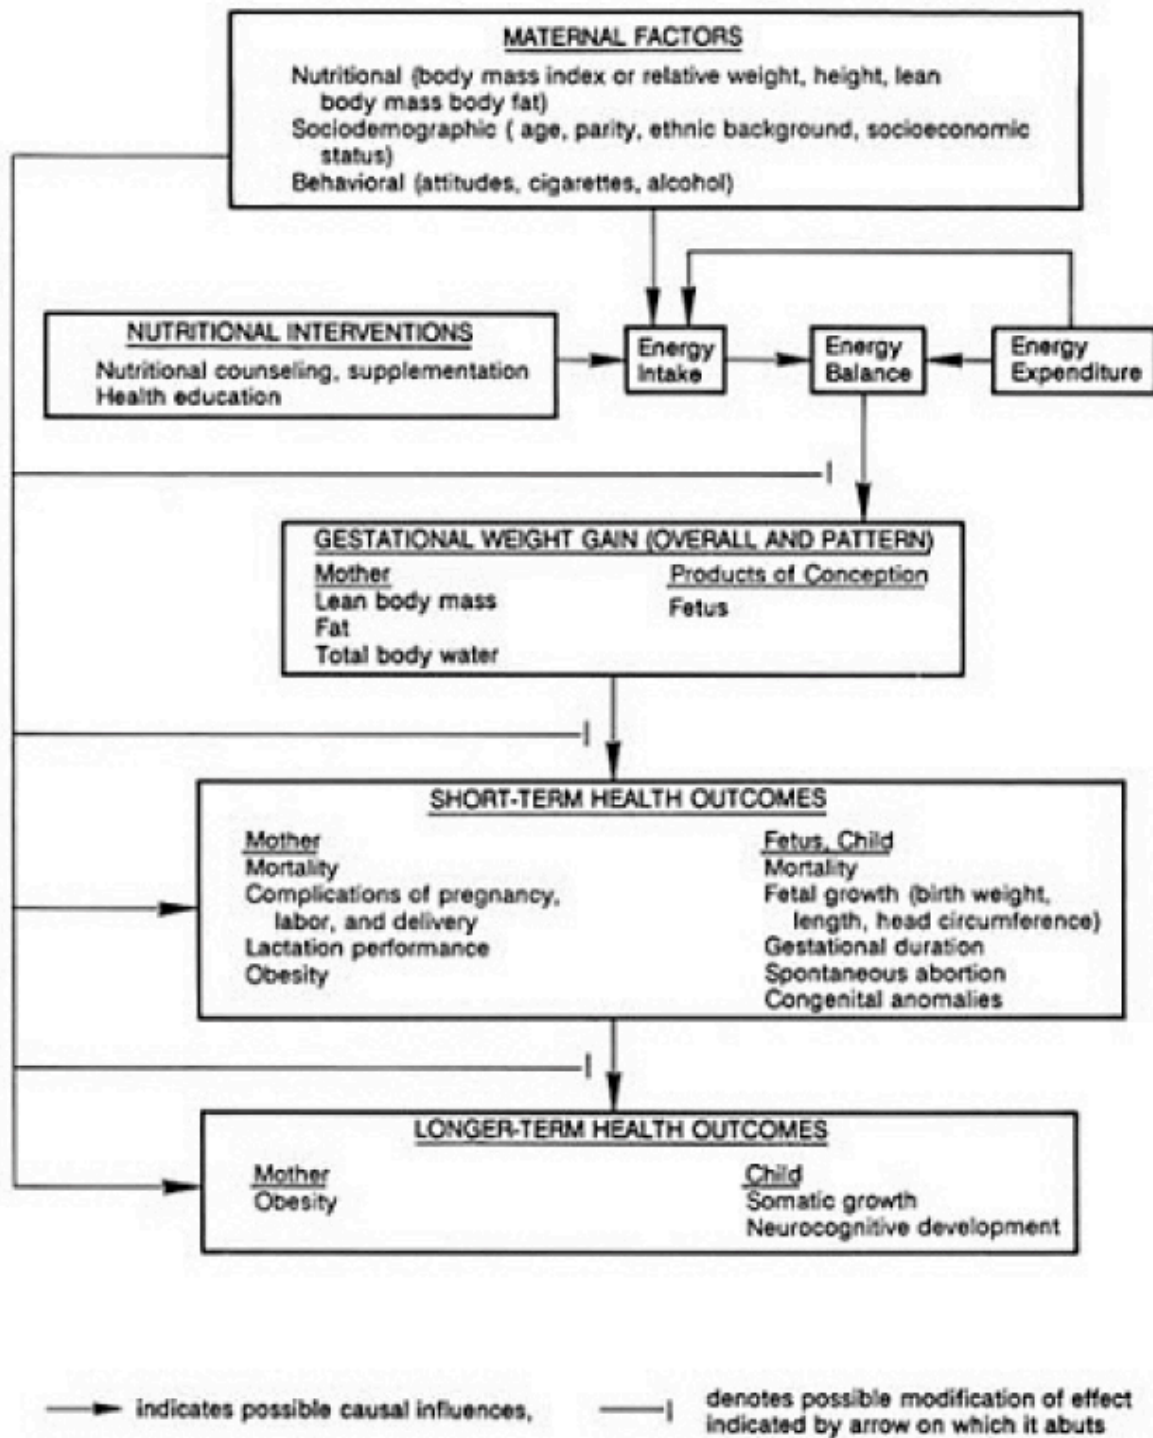 MATERNAL FACTORS
Nutritional (body mass index or relative weight, height, lean
body mass body fat)
Sociodemographic ( age, parity, ethnic background, socioeconomic
status)
Behavioral (attitudes, cigarettes, alcohol)
NUTRITIONAL INTERVENTIONS
Nutritional counseling, supplementation
Health education
Energy
Intake
Energy
Balance
Energy
Expenditure
GESTATIONAL WEIGHT GAIN (OVERALL AND PATTERN)
Mother
Lean body mass
Fat
Total body water
Products of Conception
Fetus
SHORT-TERM HEALTH OUTCOMES
Mother
Mortality
Complications of pregnancy,
labor, and delivery
Lactation performance
Obesity
Fetus, Child
Mortality
Fetal growth (birth weight,
length, head circumference)
Gestational duration
Spontaneous abortion
Congenital anomalies
LONGER-TERM HEALTH OUTCOMES
Mother
Obesity
Child
Somatic growth
Neurocognitive development
indicates possible causal influences,
denotes possible modification of effect
indicated by arrow on which it abuts